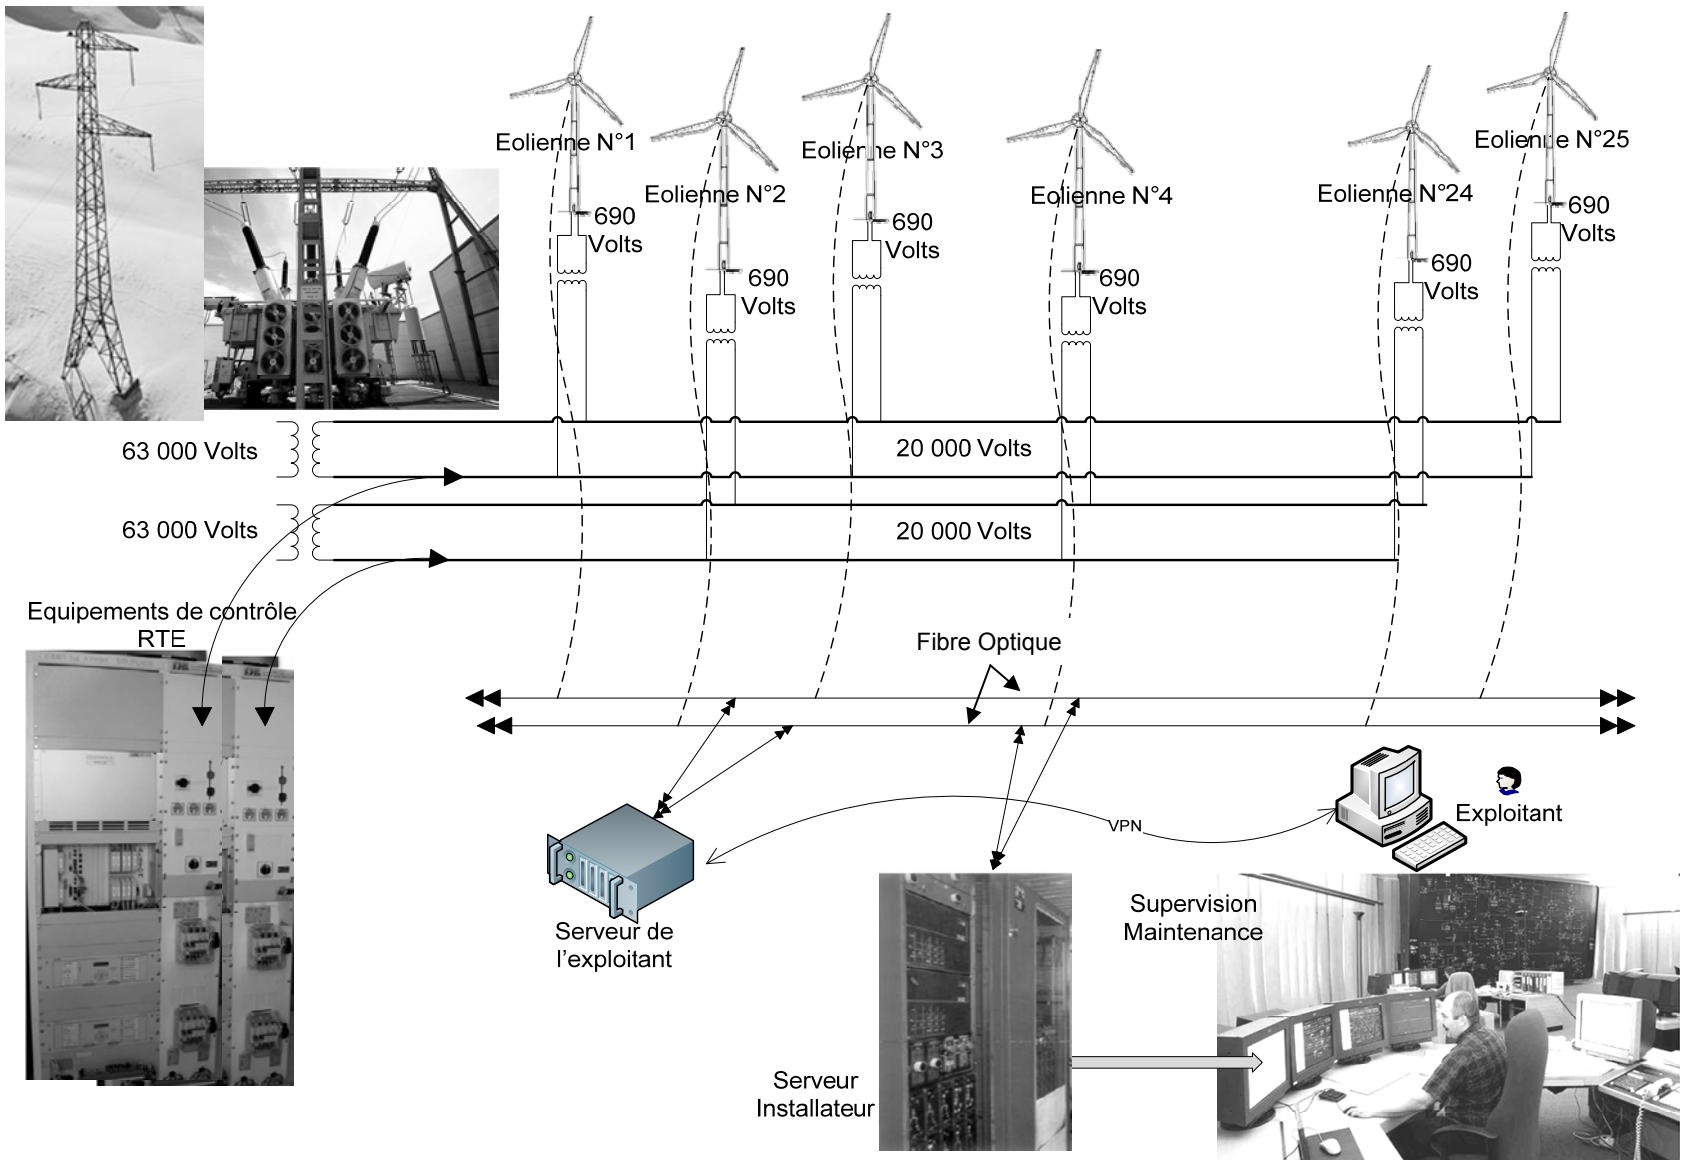 Eolienne N°1
Eolienne N°2
Eolienne N°3
Eolienne N°4
Eolienne N°24
Eolienne N°25
690
Volts
690
Volts
690
Volts
690
Volts
690
Volts
690
Volts
63 000 Volts
20 000 Volts
63 000 Volts
20 000 Volts
Equipements de contrôle
RTE
Fibre Optique
VPN
Exploitant
Serveur de
l'exploitant
Supervision
Maintenance
Serveur
Installateur